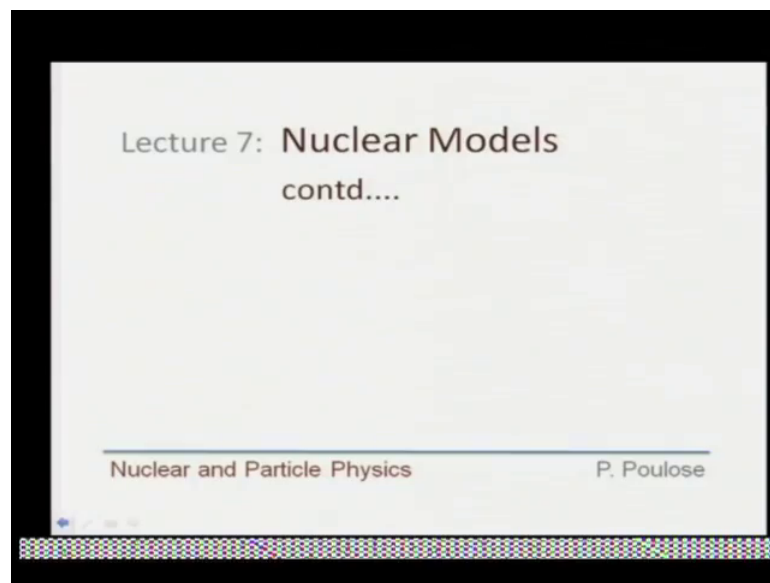 Lecture 7: Nuclear Models
contd....
Nuclear and Particle Physics P. Poulose